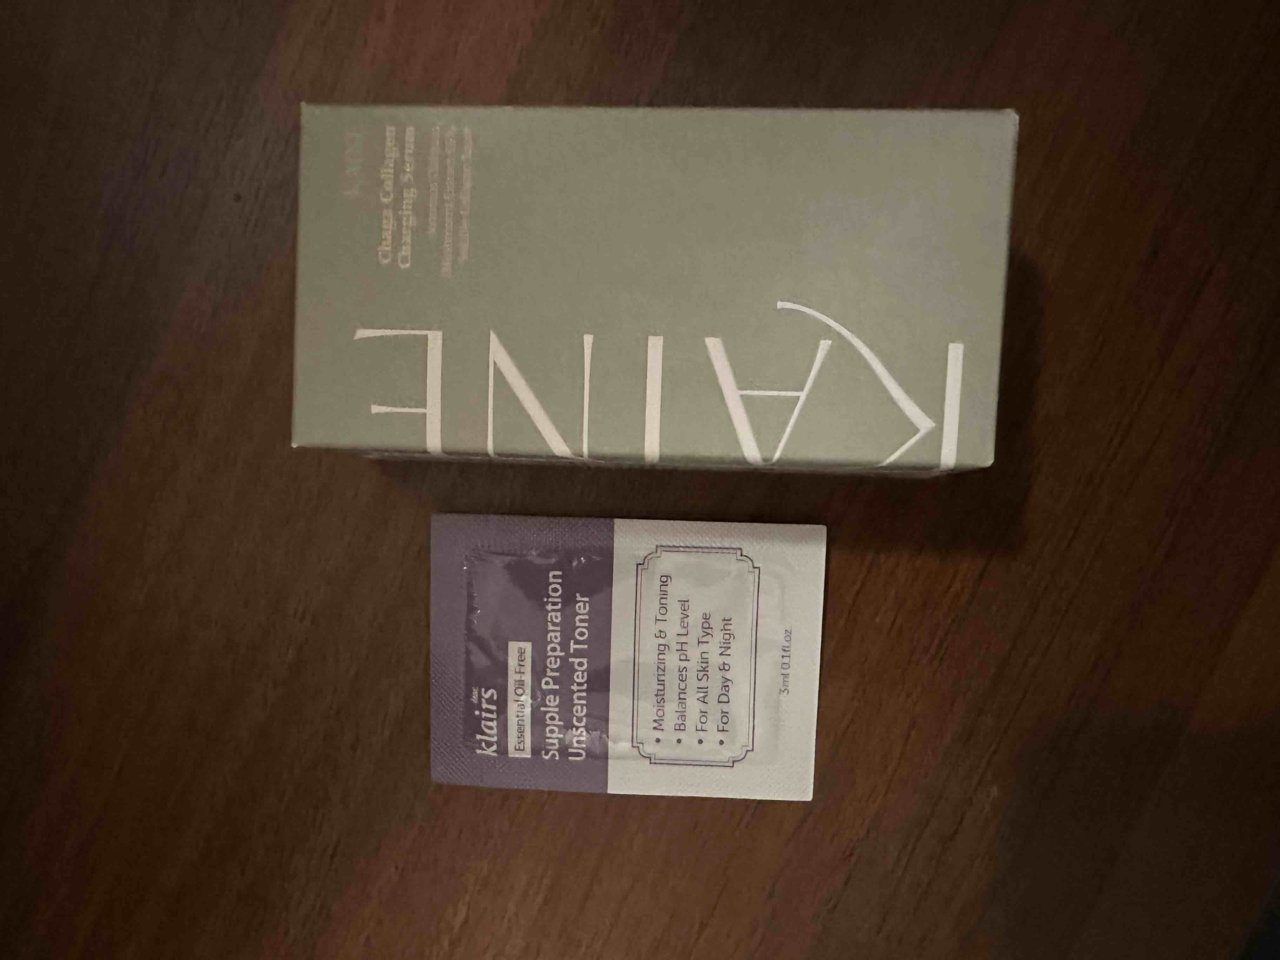 KAINE
Chaga Collagen
Charging Serum
KAINE
dear,
klairs
Essential Oil-Free
Supple Preparation
Unscented Toner
• Moisturizing & Toning
• Balances pH Level
• For All Skin Type
• For Day & Night
3ml 0.1fl.oz